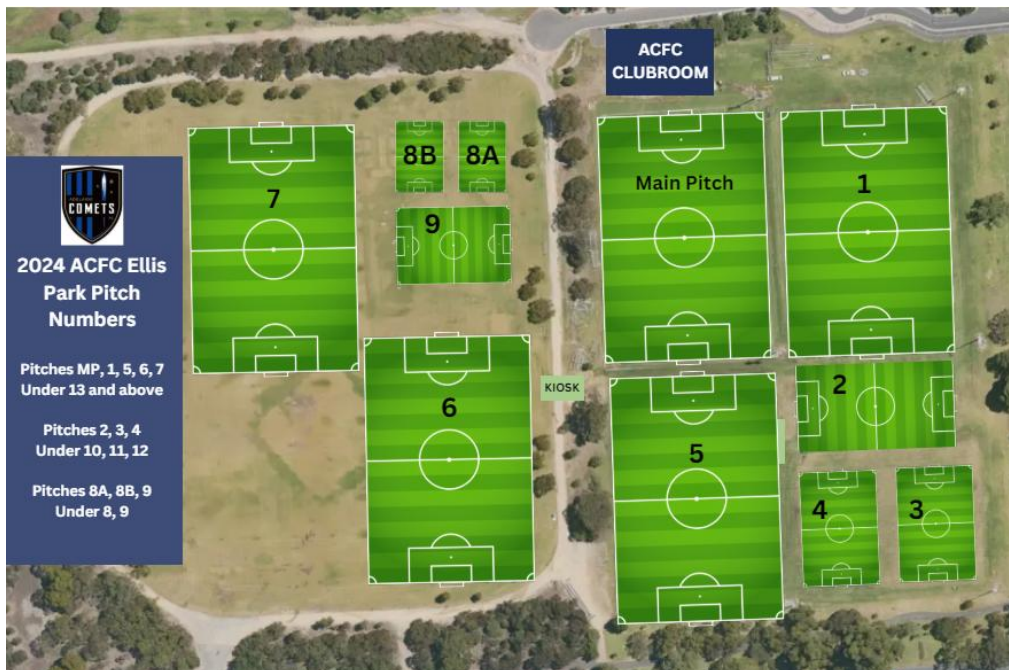 ACFC
CLUBROOM
8B
8A
7
Main Pitch
1
9
COMETS
2024 ACFC Ellis
Park Pitch
Numbers
Pitches MP, 1, 5, 6, 7
Under 13 and above
Pitches 2, 3, 4
Under 10, 11, 12
Pitches 8A, 8B, 9
Under 8, 9
KIOSK
2
6
5
4
3